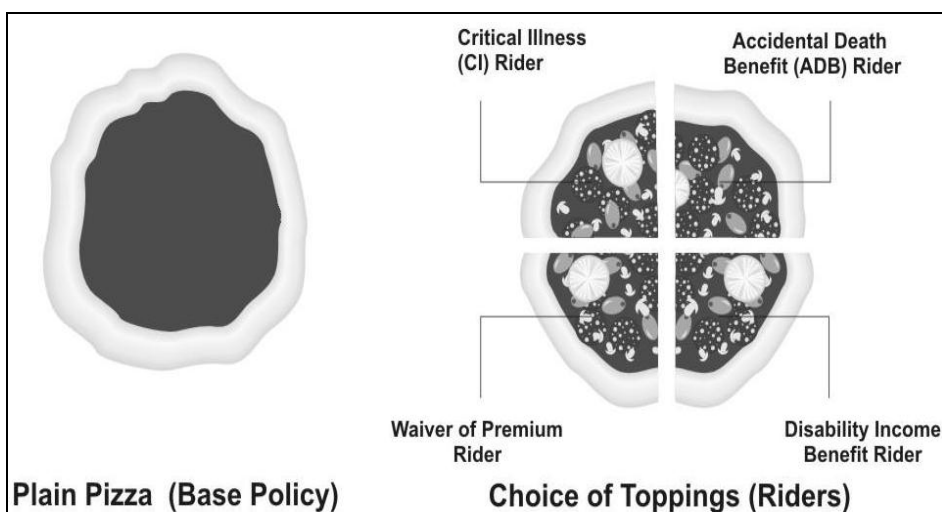 Critical Illness
(CI) Rider
Accidental Death
Benefit (ADB) Rider
Waiver of Premium
Rider
Disability Income
Benefit Rider
Plain Pizza (Base Policy)
Choice of Toppings (Riders)